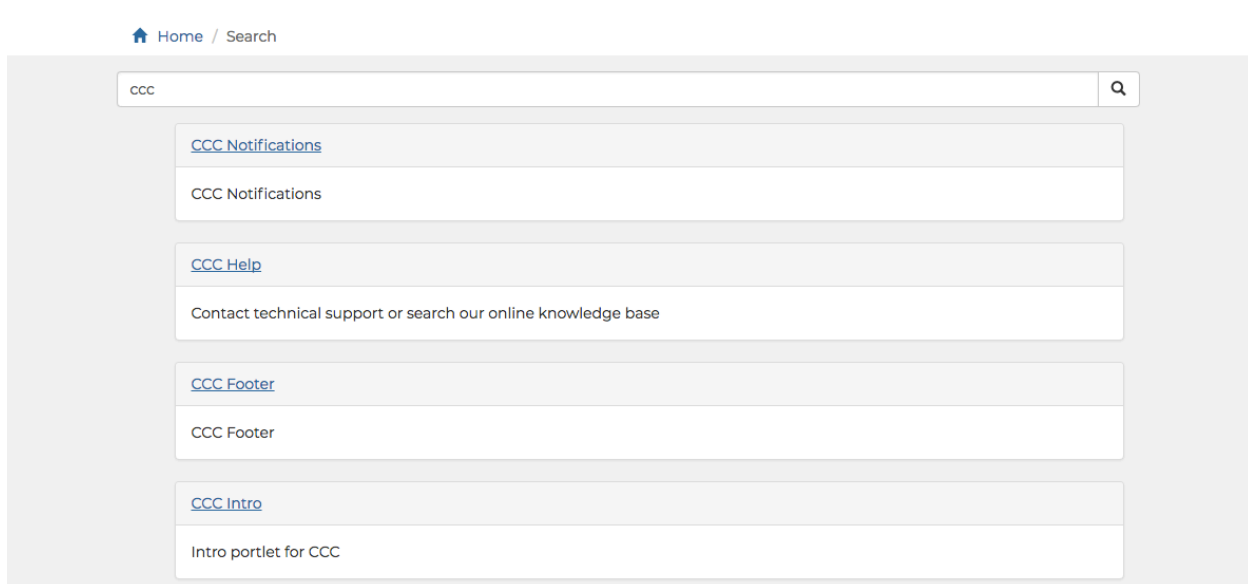 Home / Search
ccc
CCC Notifications
CCC Notifications
CCC Help
Contact technical support or search our online knowledge base
CCC Footer
CCC Footer
CCC Intro
Intro portlet for CCC